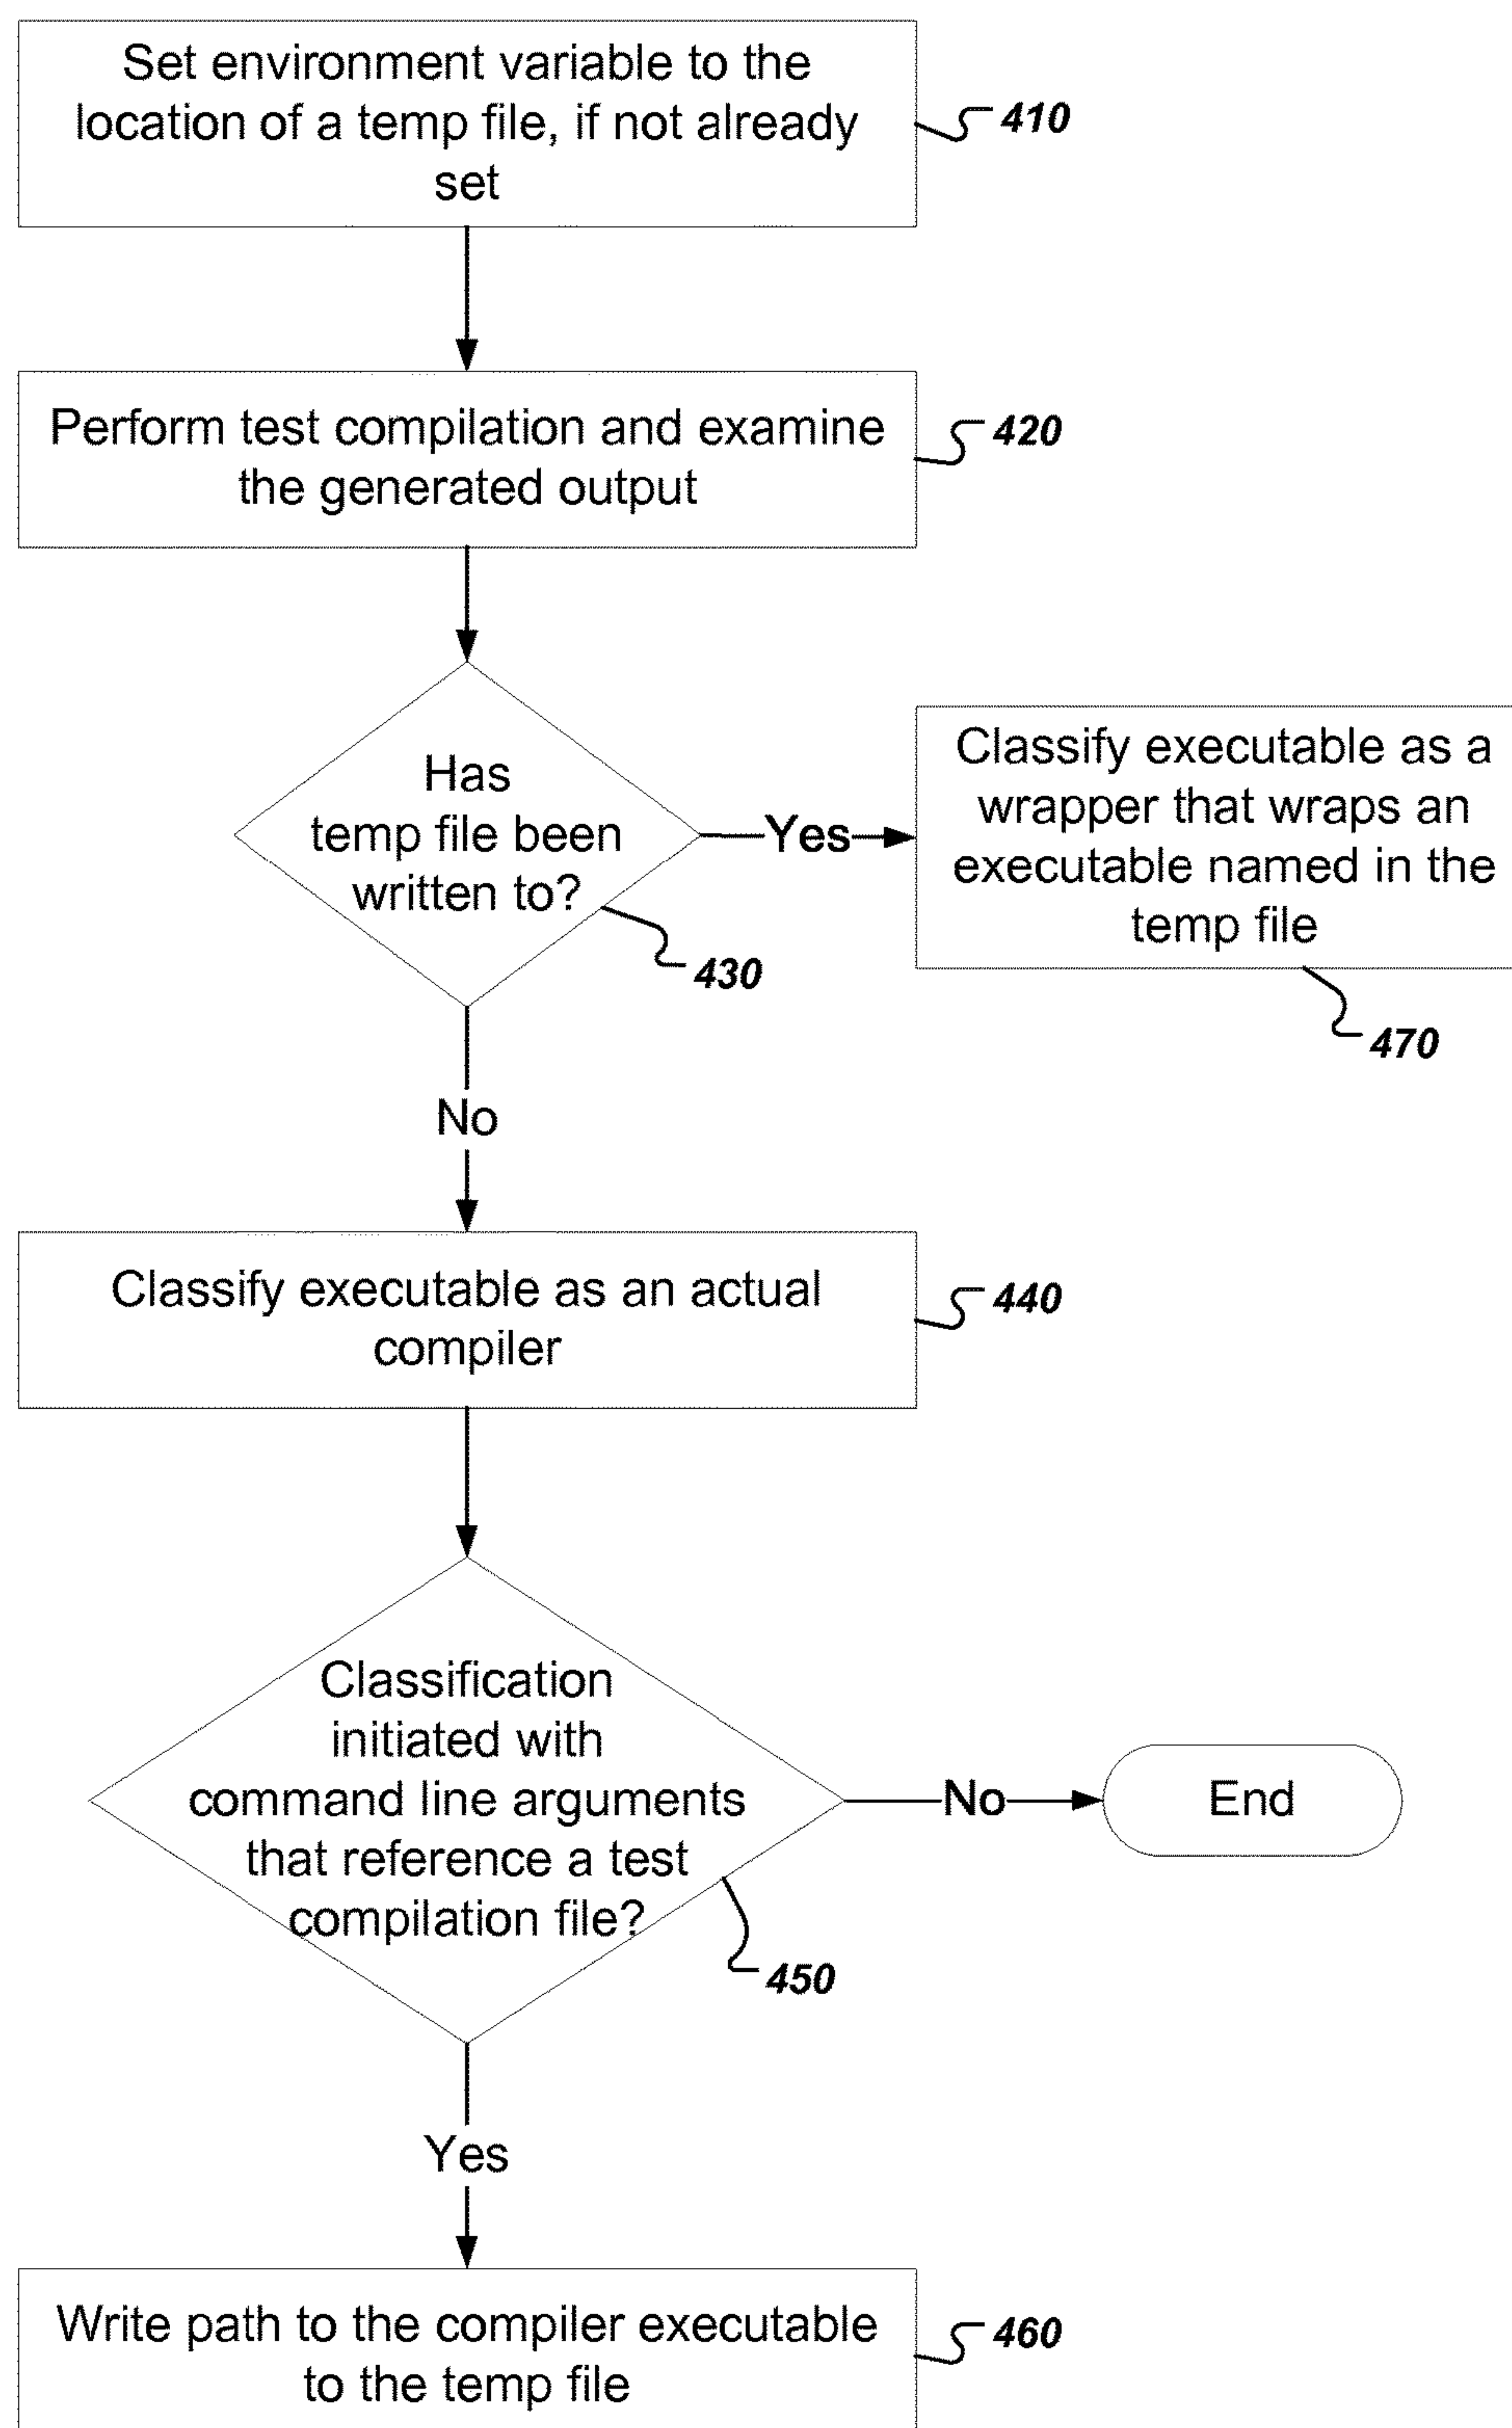 Set environment variable to the
location of a temp file, if not already
set
410
Perform test compilation and examine
the generated output
420
Has
temp file been
written to?
430
Yes
Classify executable as a
wrapper that wraps an
executable named in the
temp file
470
No
Classify executable as an actual
compiler
440
Classification
initiated with
command line arguments
that reference a test
compilation file?
450
No
End
Yes
Write path to the compiler executable
to the temp file
460